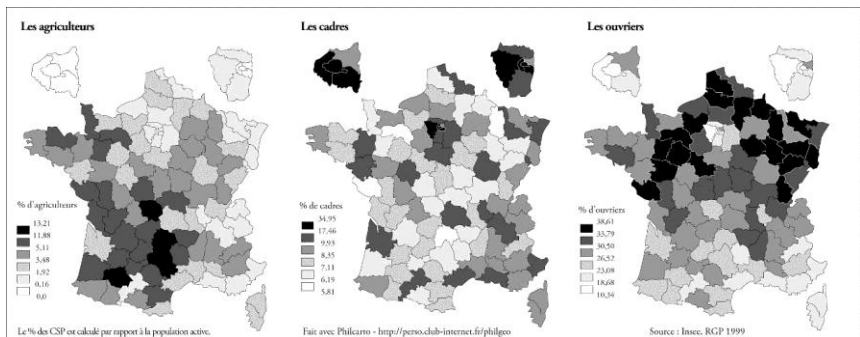 Les agriculteurs
Les cadres
Les ouvriers
% d'agriculteurs
13,21
11,88
5,11
3,48
1,92
0,16
0,0
% de cadres
34,95
17,46
9,93
8,35
7,11
6,19
5,81
% d'ouvriers
38,61
33,79
30,50
26,52
23,08
18,68
10,34
Le % des CSP est calculé par rapport à la population active.
Fait avec Philcarto - http://perso.club-internet.fr/philgeo
Source : Insee, RGP 1999